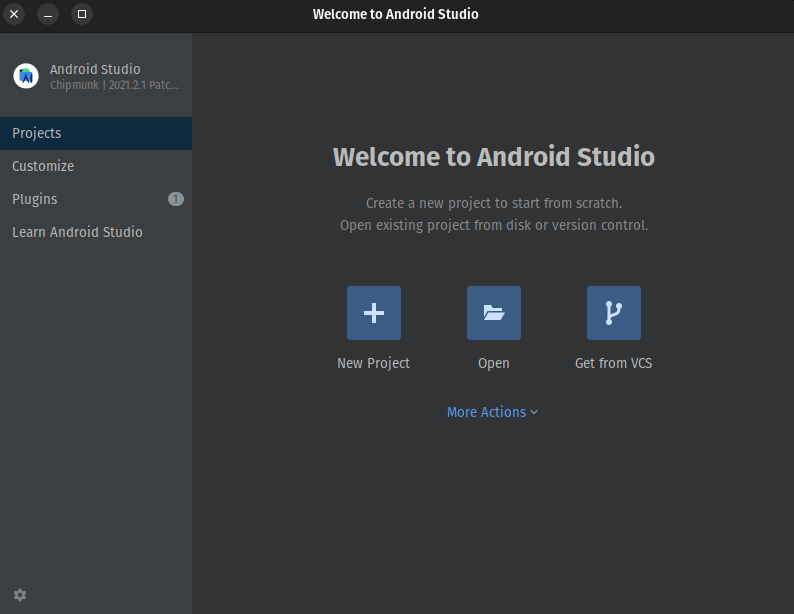 Welcome to Android Studio
Android Studio
Chipmunk | 2021.2.1 Patc...
Projects
Customize
Plugins 1
Learn Android Studio
Welcome to Android Studio
Create a new project to start from scratch.
Open existing project from disk or version control.
New Project
Open
Get from VCS
More Actions